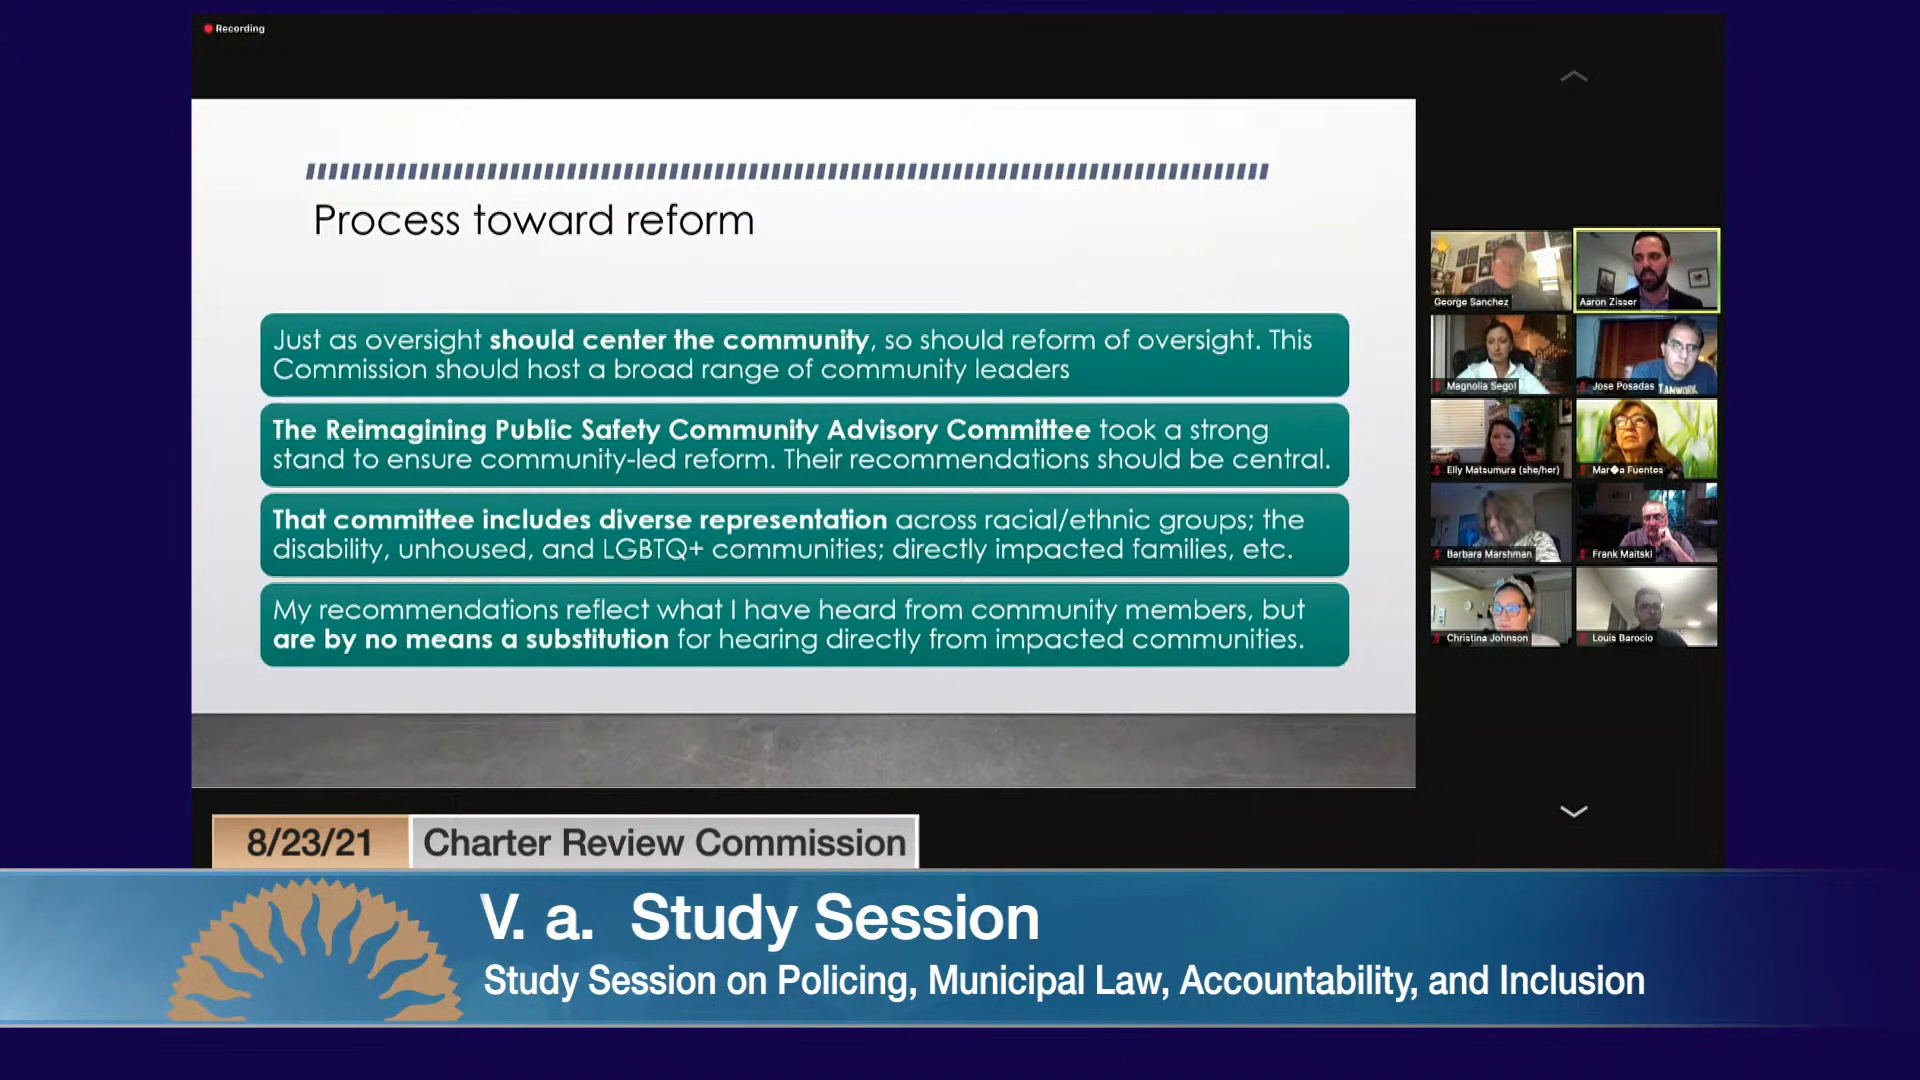 Recording
Process toward reform
Just as oversight should center the community, so should reform of oversight. This
Commission should host a broad range of community leaders
The Reimagining Public Safety Community Advisory Committee took a strong
stand to ensure community-led reform. Their recommendations should be central.
That committee includes diverse representation across racial/ethnic groups; the
disability, unhoused, and LGBTQ+ communities; directly impacted families, etc.
My recommendations reflect what I have heard from community members, but
are by no means a substitution for hearing directly from impacted communities.
George Sanchez
Aaron Zisser
Magnolia Segol
Jose Posadas
TAMWORK
Elly Matsumura (she/her)
Mar�a Fuentes
Barbara Marshman
Frank Maitski
Christina Johnson
Louis Barocio
8/23/21
Charter Review Commission
V. a. Study Session
Study Session on Policing, Municipal Law, Accountability, and Inclusion